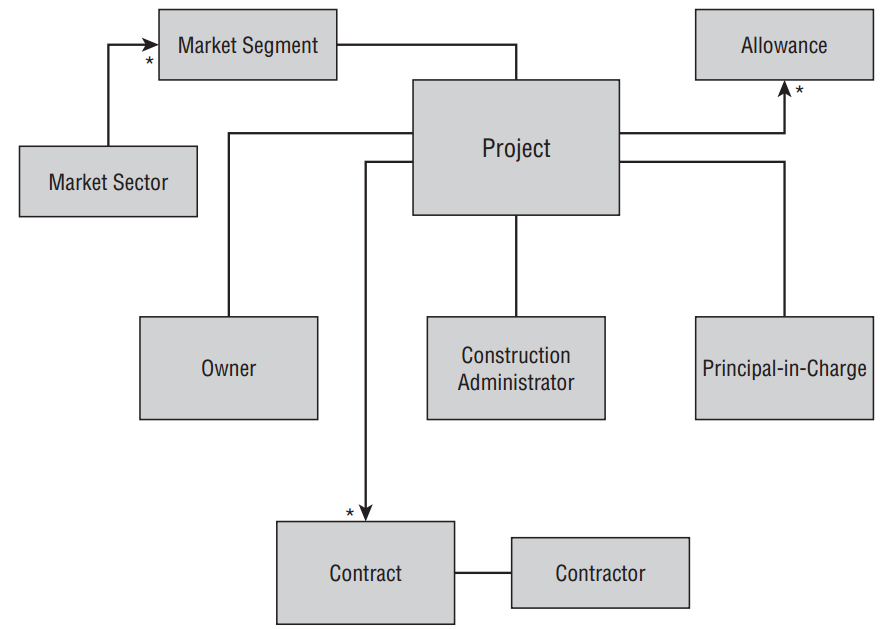 Market Segment
Allowance
*
*
Project
Market Sector
Owner
Construction
Administrator
Principal-in-Charge
*
Contract
Contractor